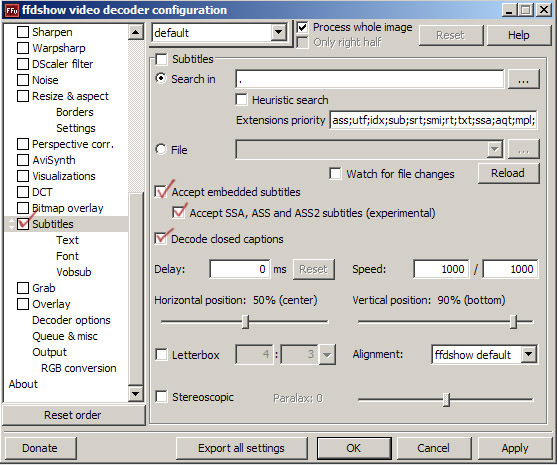 ffdshow video decoder configuration
Sharpen
Warpsharp
DScaler filter
Noise
Resize & aspect
Borders
Settings
Perspective corr.
AviSynth
Visualizations
DCT
Bitmap overlay
Subtitles
Text
Font
Vobsub
Grab
Overlay
Decoder options
Queue & misc
Output
RGB conversion
About
Reset order
default
Process whole image
Only right half
Reset
Help
Subtitles
Search in
.
...
Heuristic search
Extensions priority
ass;utf;idx;sub;srt;smi;rt;txt;ssa;aqt;mpl;
File
...
Watch for file changes
Reload
Accept embedded subtitles
Accept SSA, ASS and ASS2 subtitles (experimental)
Decode closed captions
Delay: 0 ms Reset Speed: 1000 / 1000
Horizontal position: 50% (center) Vertical position: 90% (bottom)
Letterbox 4 : 3 Alignment: ffdshow default
Stereoscopic Paralax: 0
Donate Export all settings OK Cancel Apply